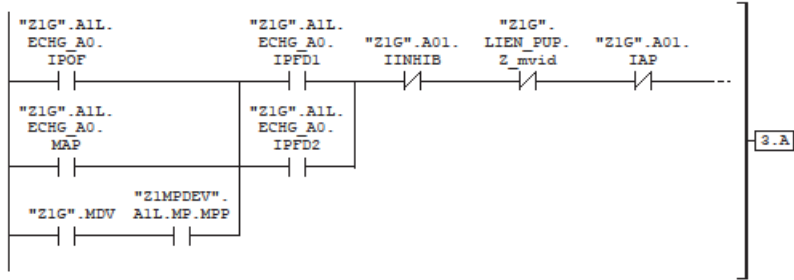 "Z1G".A1L.
ECHG_A0.
IPOF
"Z1G".A1L.
ECHG_A0.
IPFD1
"Z1G".A01.
IINHIB
"Z1G".
LIEN_PUP.
Z_mvid
"Z1G".A01.
IAP
"Z1G".A1L.
ECHG_A0.
MAP
"Z1G".A1L.
ECHG_A0.
IPFD2
3.A
"Z1G".MDV
"Z1MPDEV".
A1L.MP.MPP